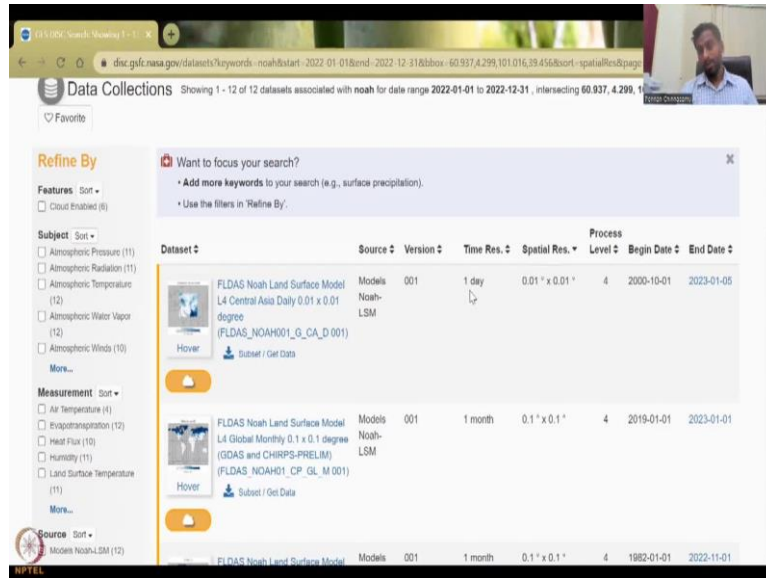 GES DISC Search: Showing 1 - 12
disc.gsfc.nasa.gov/datasets?keywords=noah&start=2022-01-01&end=2022-12-31&bbox=60.937,4.299,101.016,39.456&sort=spatialRes&page
Data Collections Showing 1 - 12 of 12 datasets associated with noah for date range 2022-01-01 to 2022-12-31 , intersecting 60.937, 4.299,
Favorite
Refine By
Features Sort
Cloud Enabled (6)
Subject Sort
Atmospheric Pressure (11)
Atmospheric Radiation (11)
Atmospheric Temperature
(12)
Atmospheric Water Vapor
(12)
Atmospheric Winds (10)
More...
Measurement Sort
Air Temperature (4)
Evapotranspiration (12)
Heat Flux (10)
Humidity (11)
Land Surface Temperature
(11)
More...
Source Sort
Models Noah-LSM (12)
Want to focus your search?
• Add more keywords to your search (e.g., surface precipitation).
• Use the filters in 'Refine By'.
Dataset Source Version Time Res. Spatial Res. Process Level Begin Date End Date
FLDAS Noah Land Surface Model
L4 Central Asia Daily 0.01 x 0.01
degree
(FLDAS_NOAH001_G_CA_D 001)
Hover
Subset / Get Data
Models
Noah-
LSM
001
1 day
0.01 ° x 0.01 °
4
2000-10-01
2023-01-05
FLDAS Noah Land Surface Model
L4 Global Monthly 0.1 x 0.1 degree
(GDAS and CHIRPS-PRELIM)
(FLDAS_NOAH01_CP_GL_M 001)
Hover
Subset / Get Data
Models
Noah-
LSM
001
1 month
0.1 ° x 0.1 °
4
2019-01-01
2023-01-01
FLDAS Noah Land Surface Model
Models
001
1 month
0.1 ° x 0.1 °
4
1982-01-01
2022-11-01
NPTEL